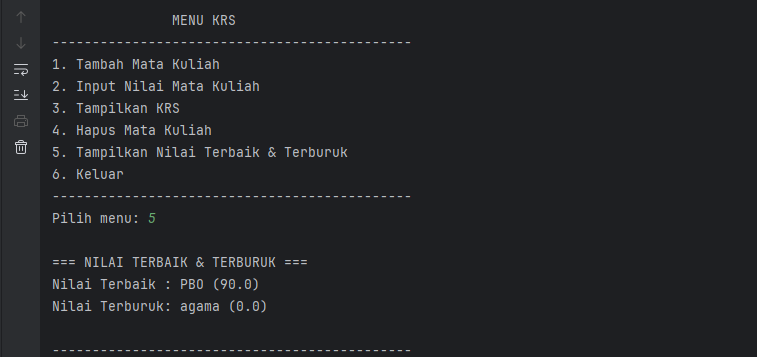 MENU KRS
---------------------------------------------
1. Tambah Mata Kuliah
2. Input Nilai Mata Kuliah
3. Tampilkan KRS
4. Hapus Mata Kuliah
5. Tampilkan Nilai Terbaik & Terburuk
6. Keluar
---------------------------------------------
Pilih menu: 5
=== NILAI TERBAIK & TERBURUK ===
Nilai Terbaik : PBO (90.0)
Nilai Terburuk: agama (0.0)
---------------------------------------------